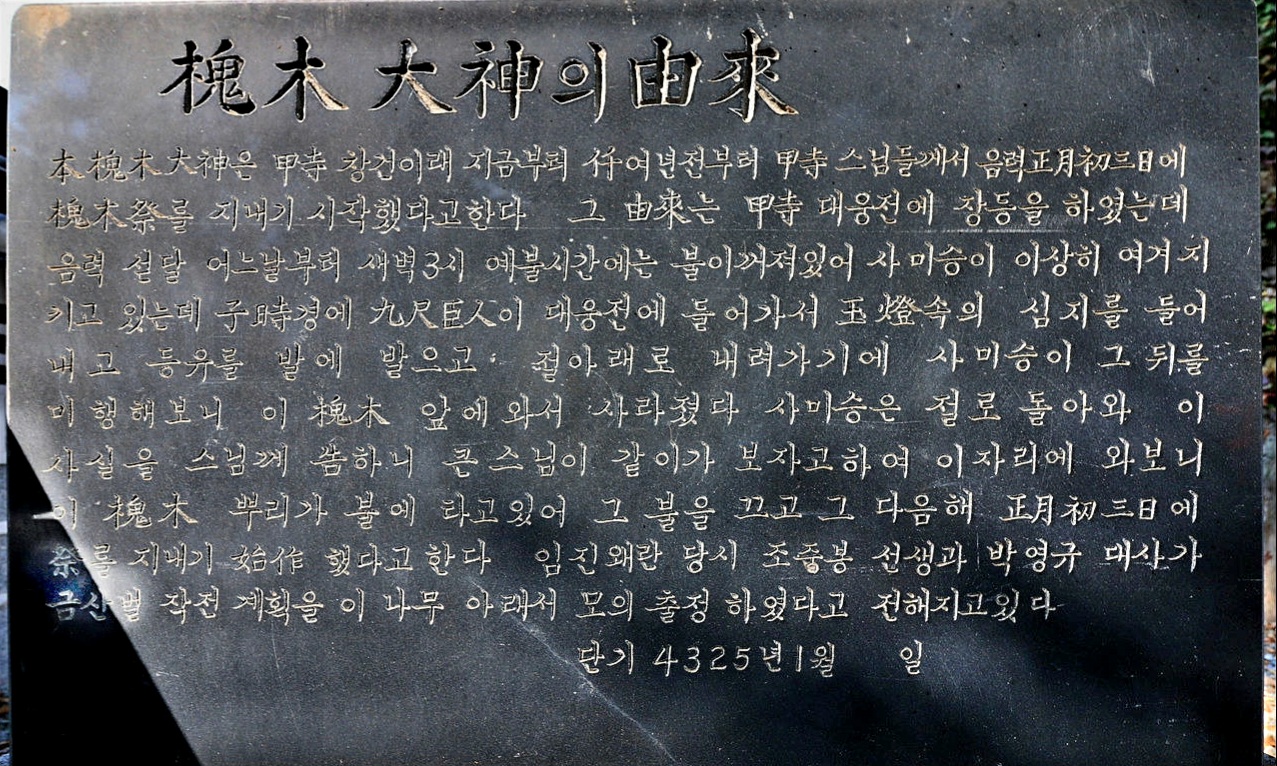 槐木 大神의 由來
本 槐木 大神은 甲寺 창건이래 지금부터 仟여년전부터 甲寺 스님들께서 음력正月初三日에
槐木祭를 지내기 시작했다고한다 그 由來는 甲寺 대웅전에 장등을 하였는데
음력 섣달 어느날부터 새벽3시 예불시간에는 불이꺼져있어 사미승이 이상히 여겨 지
키고 있는데 子時경에 九尺臣人이 대웅전에 들어가서 玉燈속의 심지를 들어
내고 등유를 발에 발으고 절아래로 내려가기에 사미승이 그 뒤를
미행해보니 이 槐木 앞에와서 사라졌다 사미승은 절로 돌아와 이
사실을 스님께 씀하니 큰스님이 같이가 보자고하여 이자리에 와보니
이 槐木 뿌리가 불에 타고있어 그 불을 끄고 그 다음해 正月初三日에
祭를 지내기 始作 했다고 한다 임진왜란 당시 조중봉 선생과 박영규 대사가
금산벌 작전 계획을 이 나무 아래서 모의 출정 하였다고 전해지고있다
단기 4325년1월 일